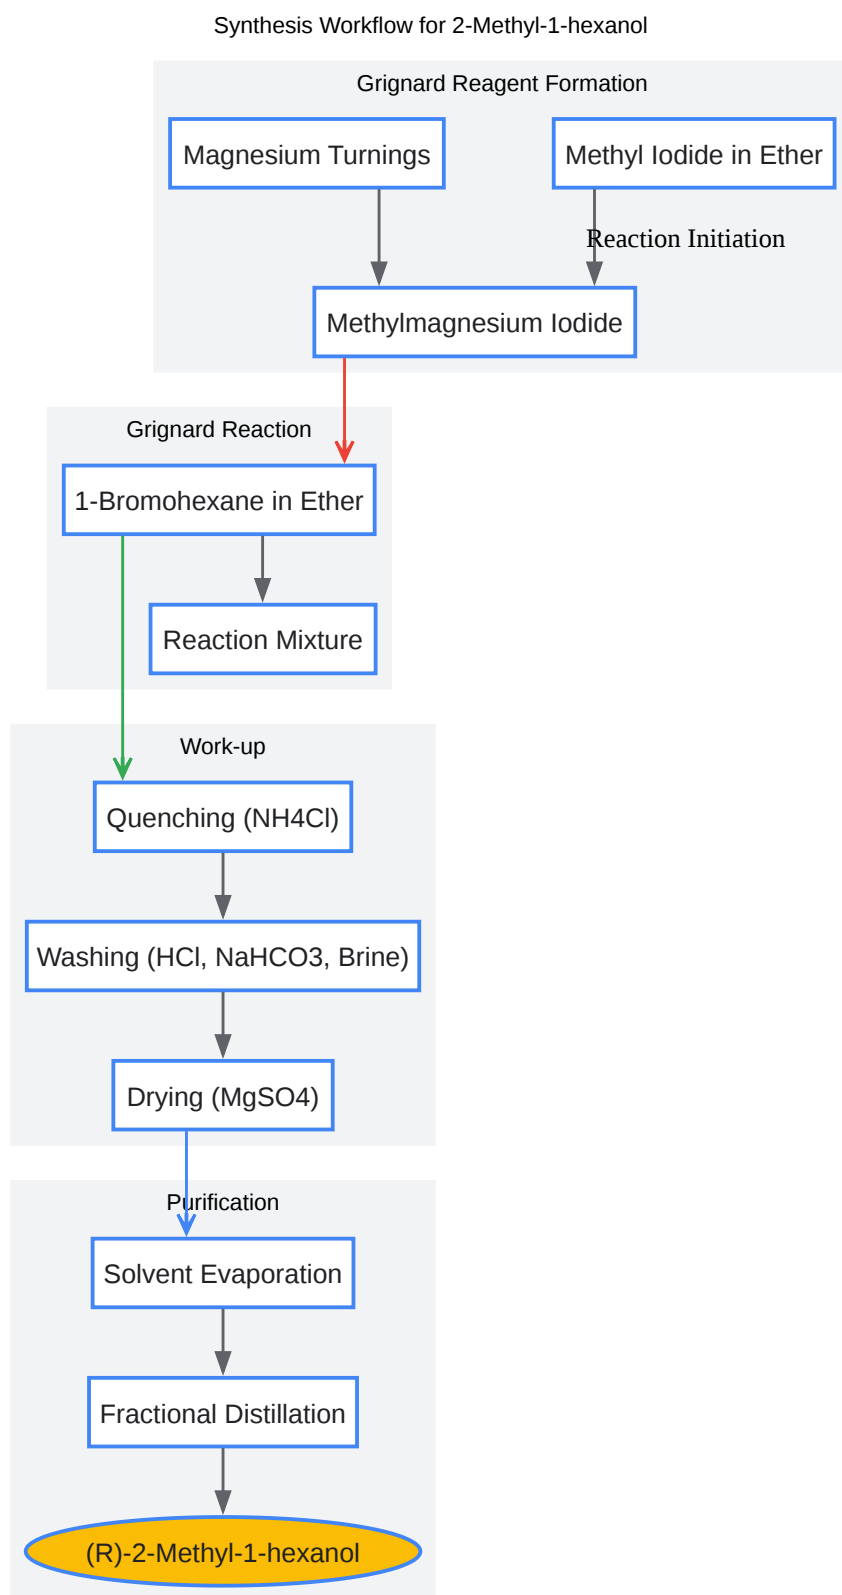 Synthesis Workflow for 2-Methyl-1-hexanol
Grignard Reagent Formation
Magnesium Turnings
Methyl Iodide in Ether
Reaction Initiation
Methylmagnesium Iodide
Grignard Reaction
1-Bromohexane in Ether
Reaction Mixture
Work-up
Quenching (NH4Cl)
Washing (HCl, NaHCO3, Brine)
Drying (MgSO4)
Purification
Solvent Evaporation
Fractional Distillation
(R)-2-Methyl-1-hexanol